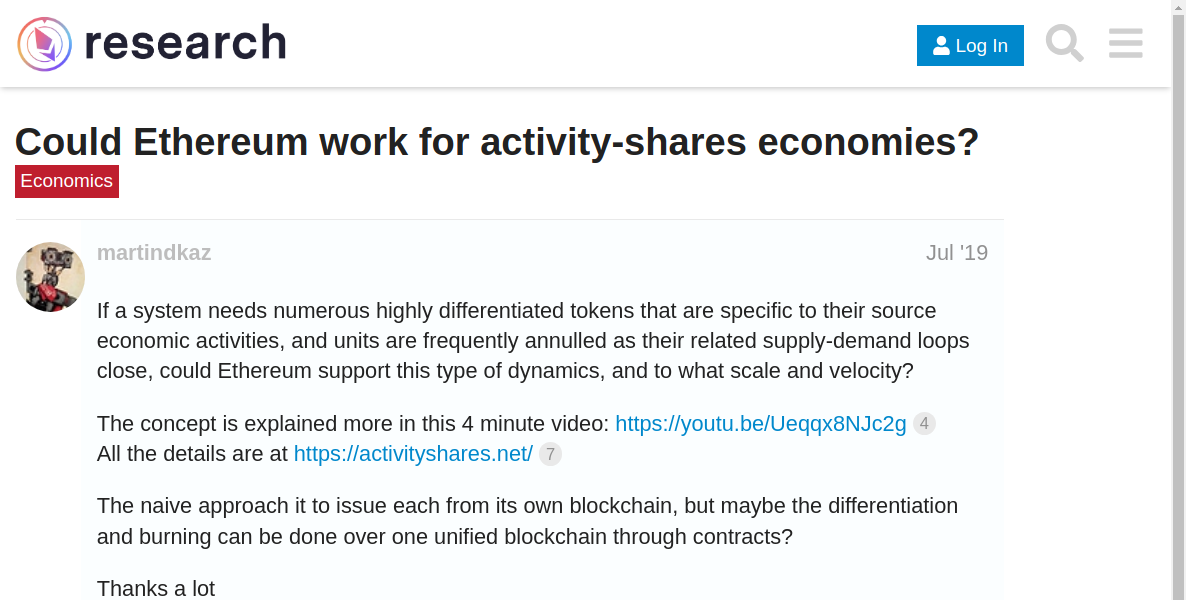 research
Log In
Could Ethereum work for activity-shares economies?
Economics
martindkaz
Jul '19
If a system needs numerous highly differentiated tokens that are specific to their source
economic activities, and units are frequently annulled as their related supply-demand loops
close, could Ethereum support this type of dynamics, and to what scale and velocity?
The concept is explained more in this 4 minute video: https://youtu.be/Ueqqx8NJc2g 4
All the details are at https://activityshares.net/ 7
The naive approach it to issue each from its own blockchain, but maybe the differentiation
and burning can be done over one unified blockchain through contracts?
Thanks a lot